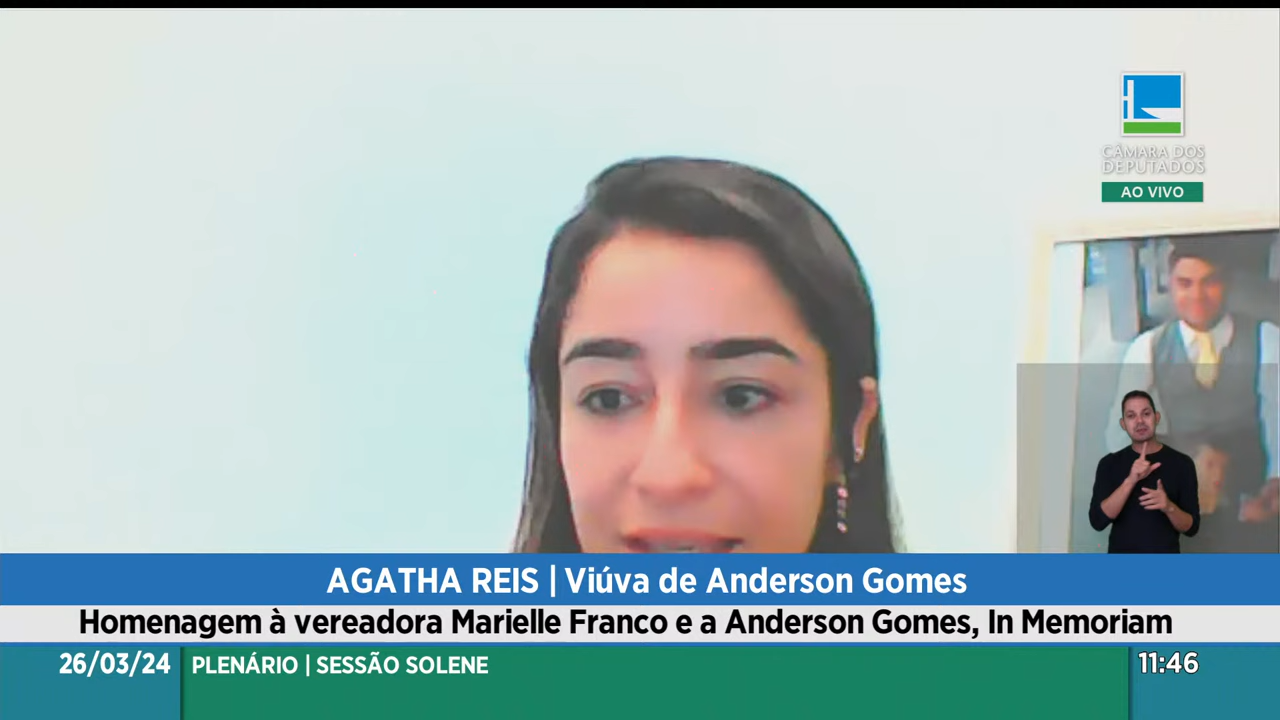 CÂMARA DOS
DEPUTADOS
AO VIVO
AGATHA REIS | Viúva de Anderson Gomes
Homenagem à vereadora Marielle Franco e a Anderson Gomes, In Memoriam
26/03/24 PLENÁRIO | SESSÃO SOLENE 11:46